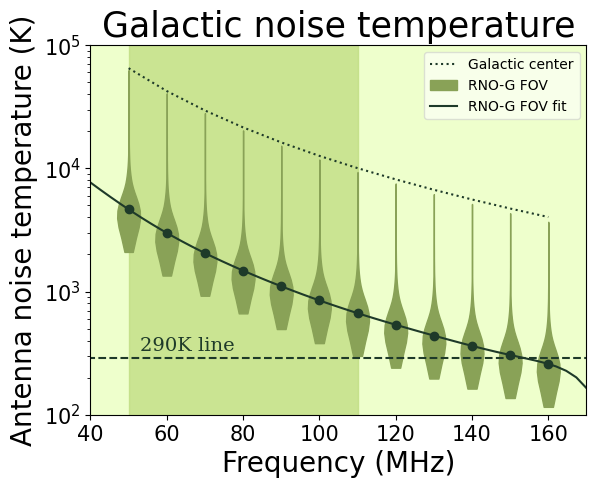 Galactic noise temperature
Antenna noise temperature (K)
10^5
10^4
10^3
10^2
Galactic center
RNO-G FOV
RNO-G FOV fit
290K line
40 60 80 100 120 140 160
Frequency (MHz)